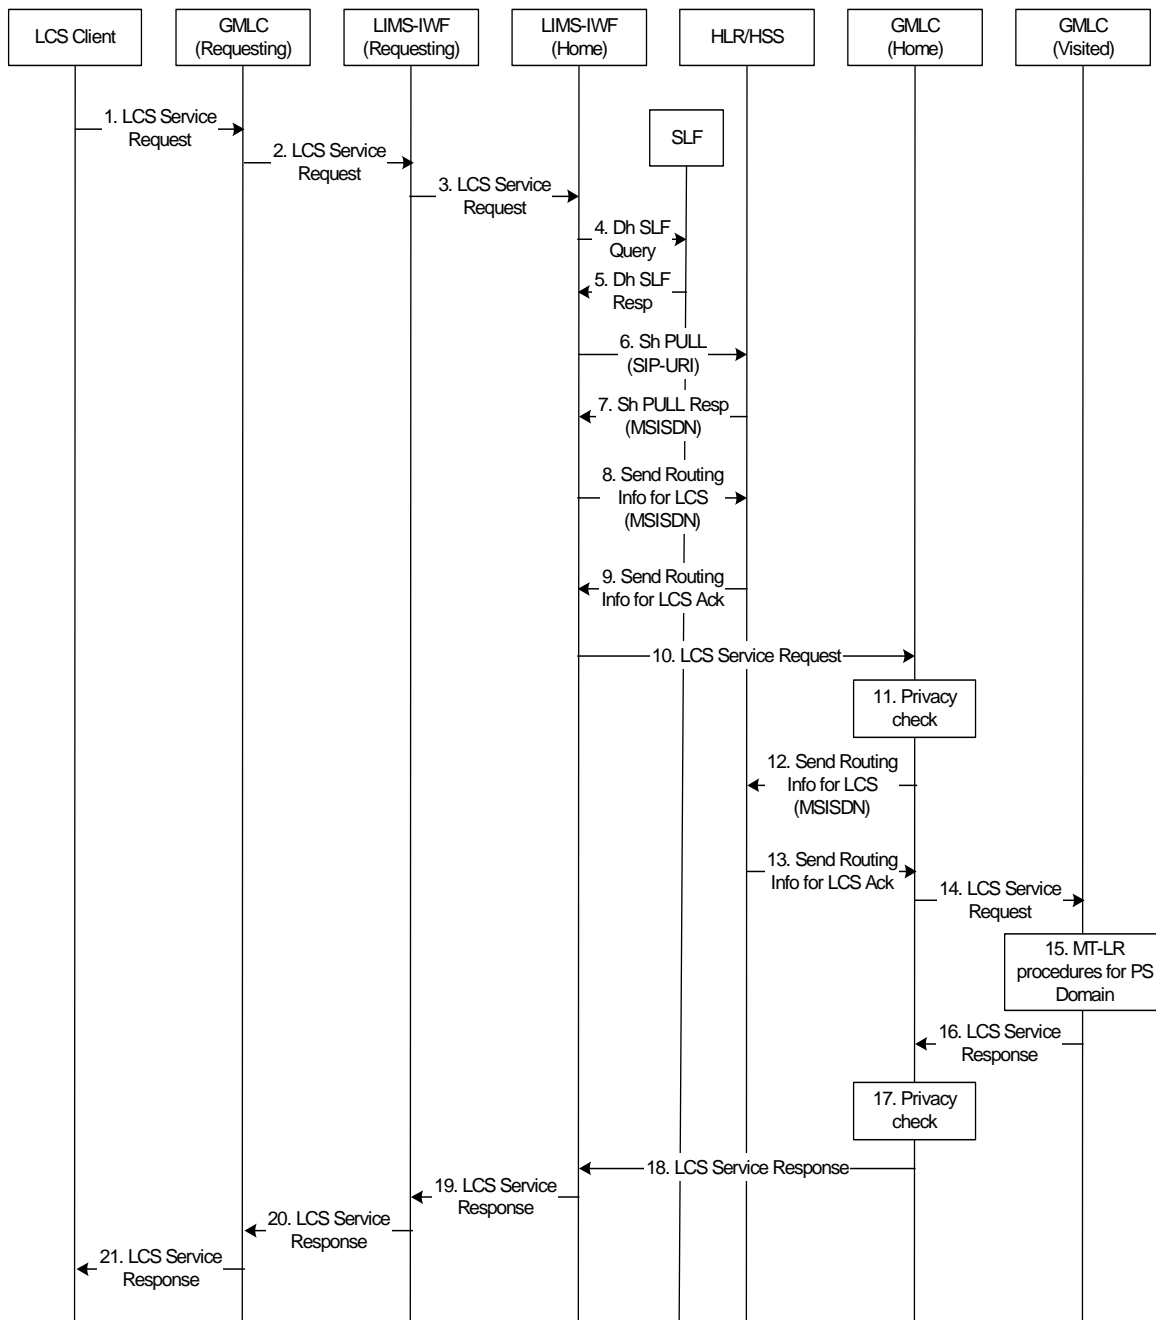 LCS Client
GMLC
(Requesting)
LIMS-IWF
(Requesting)
LIMS-IWF
(Home)
HLR/HSS
GMLC
(Home)
GMLC
(Visited)
1. LCS Service
Request
SLF
2. LCS Service
Request
3. LCS Service
Request
4. Dh SLF
Query
5. Dh SLF
Resp
6. Sh PULL
(SIP-URI)
7. Sh PULL Resp
(MSISDN)
8. Send Routing
Info for LCS
(MSISDN)
9. Send Routing
Info for LCS Ack
10. LCS Service Request
11. Privacy
check
12. Send Routing
Info for LCS
(MSISDN)
13. Send Routing
Info for LCS Ack
14. LCS Service
Request
15. MT-LR
procedures for PS
Domain
16. LCS Service
Response
17. Privacy
check
18. LCS Service Response
19. LCS Service
Response
20. LCS Service
Response
21. LCS Service
Response